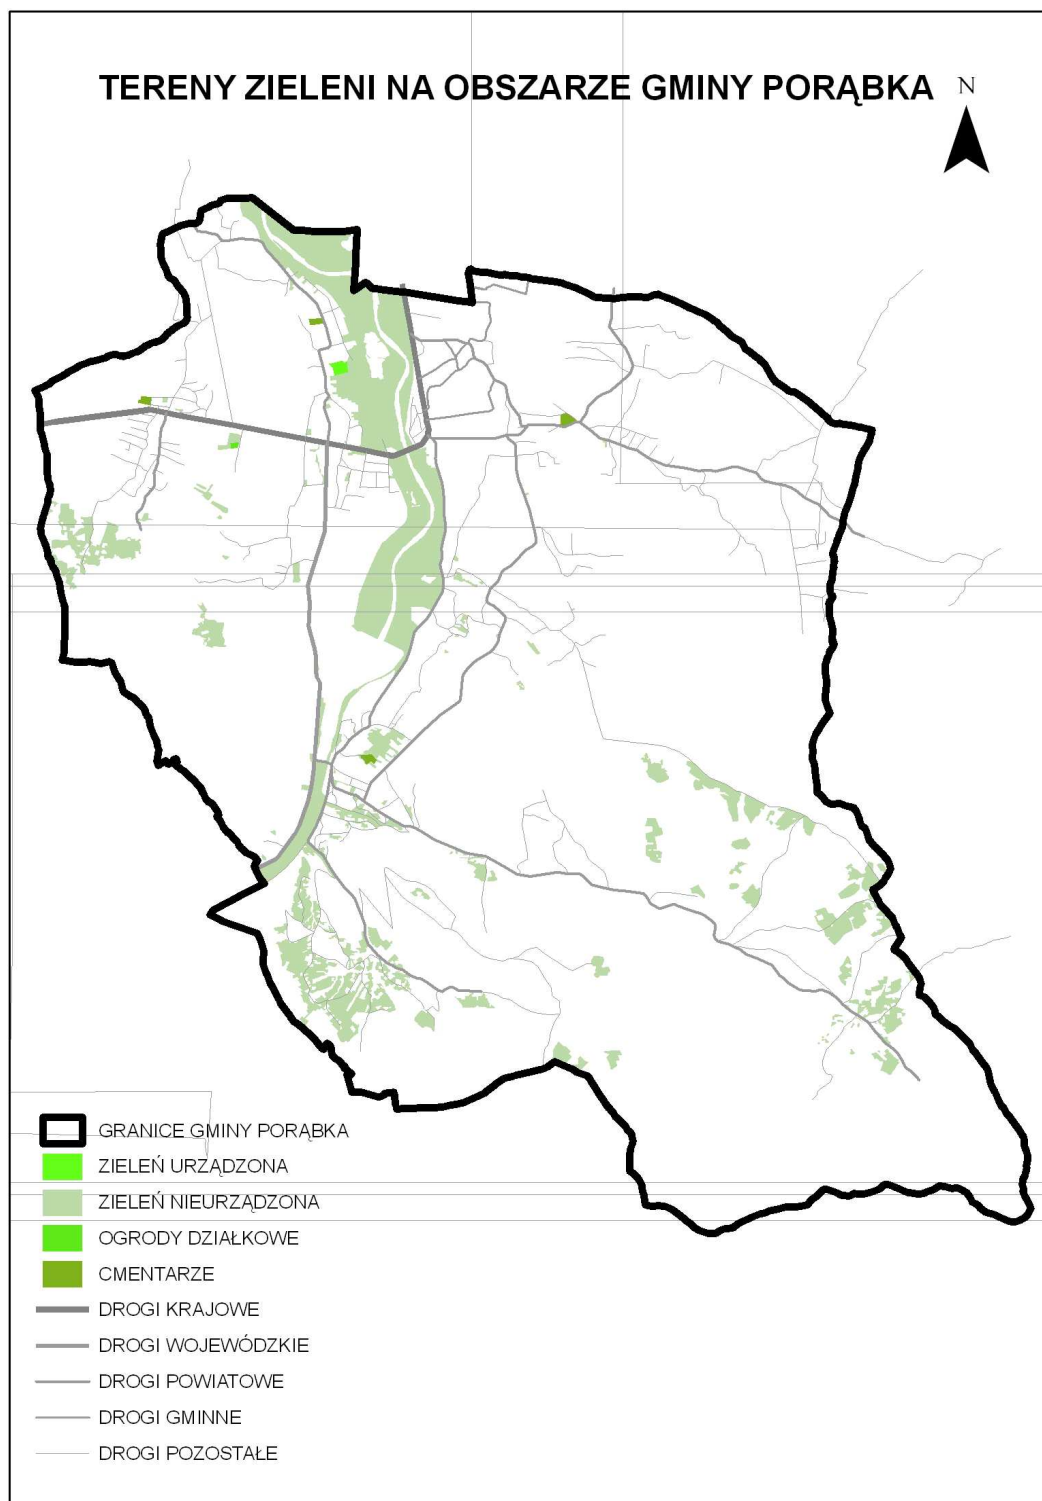 TERENY ZIELENI NA OBSZARZE GMINY PORĄBKA
N
GRANICE GMINY PORĄBKA
ZIELEŃ URZĄDZONA
ZIELEŃ NIEURZĄDZONA
OGRODY DZIAŁKOWE
CMENTARZE
DROGI KRAJOWE
DROGI WOJEWÓDZKIE
DROGI POWIATOWE
DROGI GMINNE
DROGI POZOSTAŁE